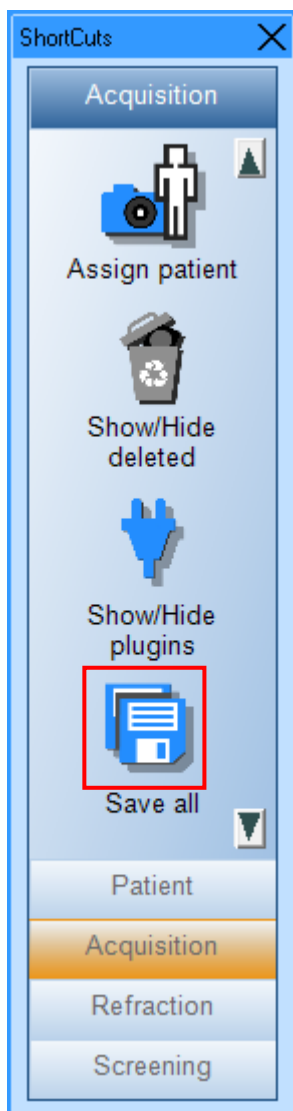 ShortCuts
Acquisition
Assign patient
Show/Hide
deleted
Show/Hide
plugins
Save all
Patient
Acquisition
Refraction
Screening